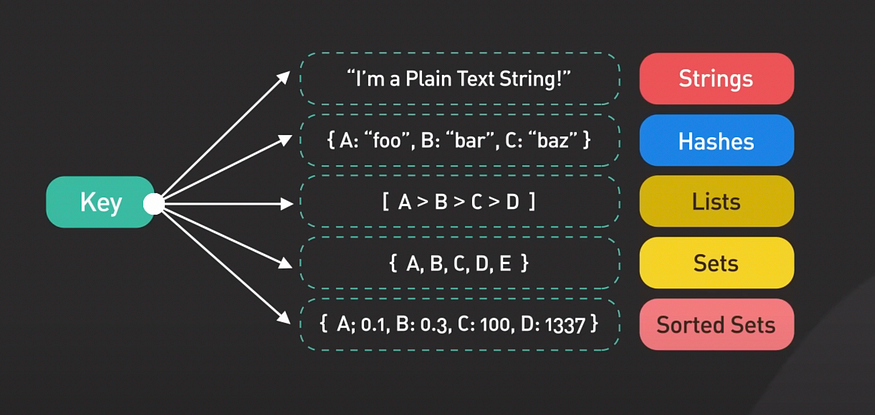 Key
“I’m a Plain Text String!”
Strings
{ A: “foo”, B: “bar”, C: “baz” }
Hashes
[ A > B > C > D ]
Lists
{ A, B, C, D, E }
Sets
{ A; 0.1, B: 0.3, C: 100, D: 1337 }
Sorted Sets